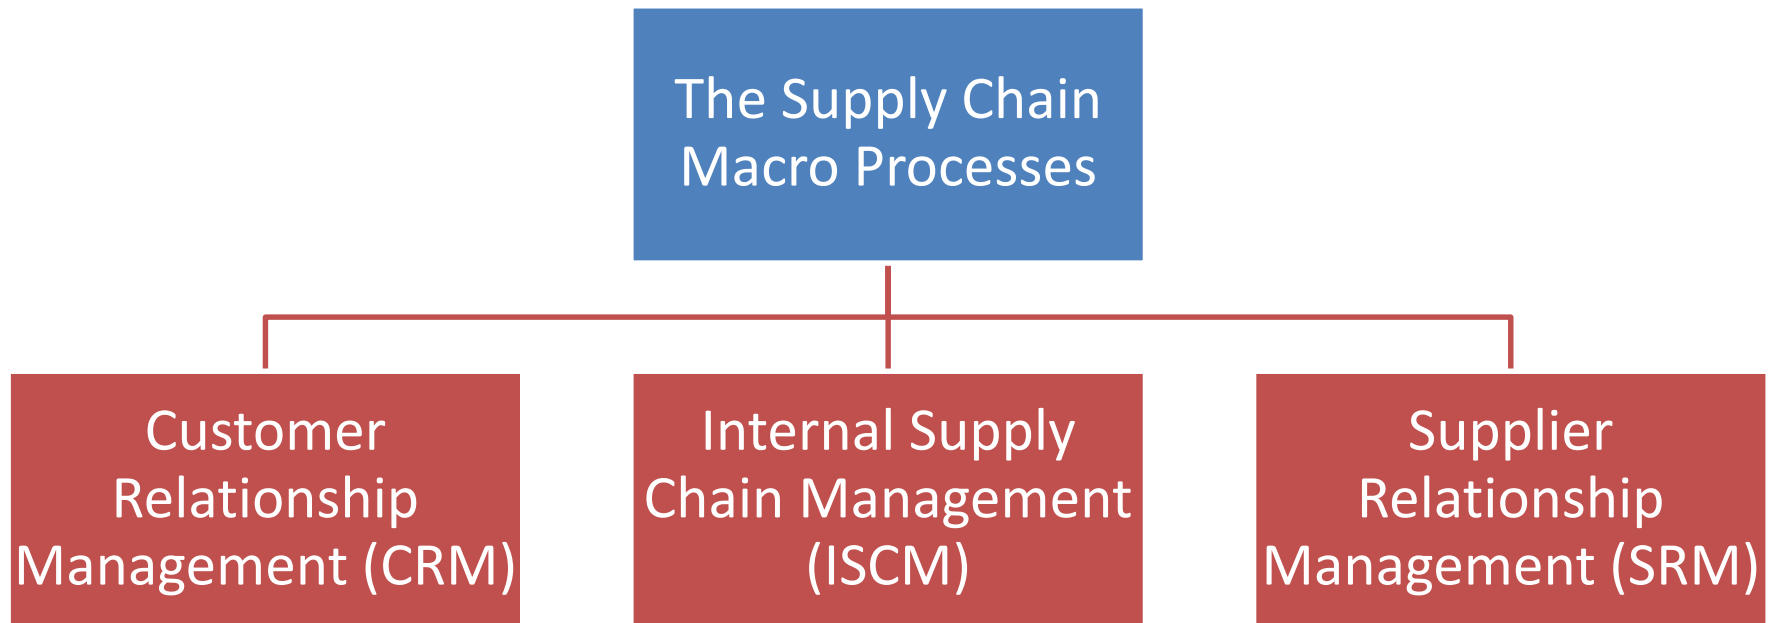 The Supply Chain
Macro Processes
Customer
Relationship
Management (CRM)
Internal Supply
Chain Management
(ISCM)
Supplier
Relationship
Management (SRM)